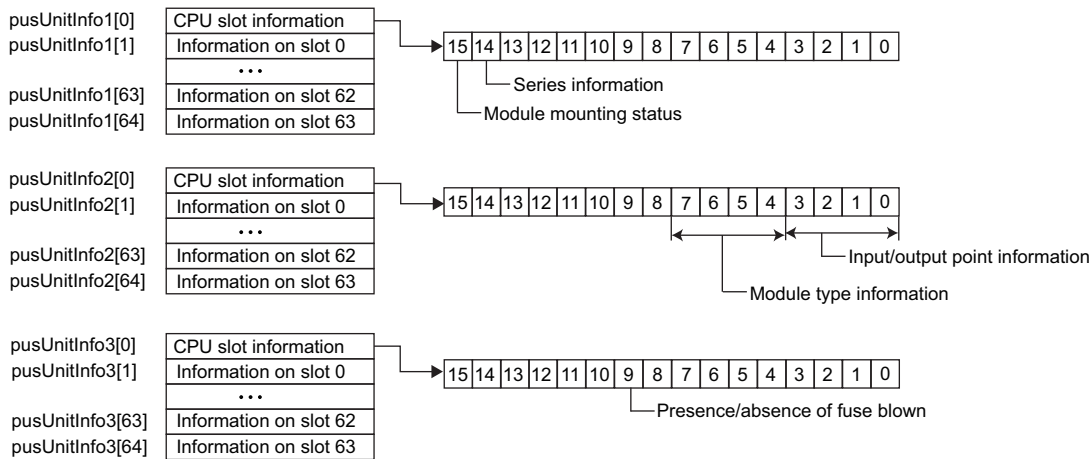 pusUnitInfo1[0] CPU slot information
pusUnitInfo1[1] Information on slot 0
15 14 13 12 11 10 9 8 7 6 5 4 3 2 1 0
...
Series information
pusUnitInfo1[63] Information on slot 62
Module mounting status
pusUnitInfo1[64] Information on slot 63
pusUnitInfo2[0] CPU slot information
pusUnitInfo2[1] Information on slot 0
15 14 13 12 11 10 9 8 7 6 5 4 3 2 1 0
...
pusUnitInfo2[63] Information on slot 62
Input/output point information
pusUnitInfo2[64] Information on slot 63
Module type information
pusUnitInfo3[0] CPU slot information
pusUnitInfo3[1] Information on slot 0
15 14 13 12 11 10 9 8 7 6 5 4 3 2 1 0
...
Presence/absence of fuse blown
pusUnitInfo3[63] Information on slot 62
pusUnitInfo3[64] Information on slot 63